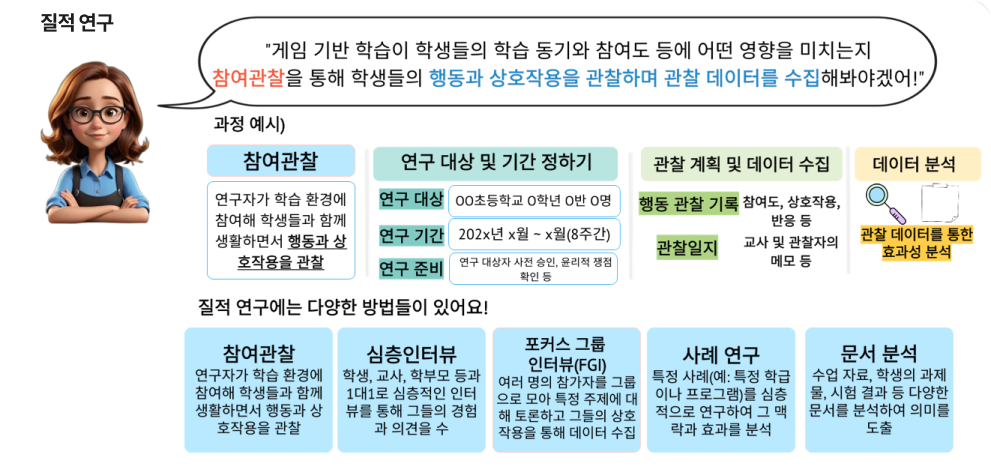 질적 연구
"게임 기반 학습이 학생들의 학습 동기와 참여도 등에 어떤 영향을 미치는지
참여관찰을 통해 학생들의 행동과 상호작용을 관찰하며 관찰 데이터를 수집해봐야겠어!"
과정 예시)
참여관찰
연구자가 학습 환경에
참여해 학생들과 함께
생활하면서 행동과 상
호작용을 관찰
연구 대상 및 기간 정하기
연구 대상
OO초등학교 O학년 O반 O명
연구 기간
202x년 x월 ~ x월(8주간)
연구 준비
연구 대상자 사전 승인, 윤리적 쟁점
확인 등
관찰 계획 및 데이터 수집
행동 관찰 기록
참여도, 상호작용,
반응 등
관찰일지
교사 및 관찰자의
메모 등
데이터 분석
관찰 데이터를 통한
효과성 분석
질적 연구에는 다양한 방법들이 있어요!
참여관찰
연구자가 학습 환경에
참여해 학생들과 함께
생활하면서 행동과 상
호작용을 관찰
심층인터뷰
학생, 교사, 학부모 등과
1대1로 심층적인 인터
뷰를 통해 그들의 경험
과 의견을 수
포커스 그룹
인터뷰(FGI)
여러 명의 참가자를 그룹
으로 모아 특정 주제에 대
해 토론하고 그들의 상호
작용을 통해 데이터 수집
사례 연구
특정 사례(예: 특정 학급
이나 프로그램)를 심층
적으로 연구하여 그 맥
락과 효과를 분석
문서 분석
수업 자료, 학생의 과제
물, 시험 결과 등 다양한
문서를 분석하여 의미를
도출